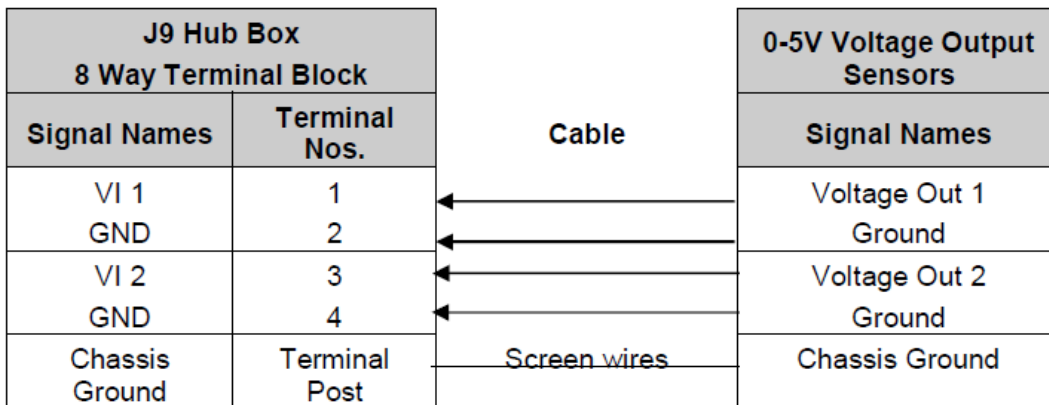 J9 Hub Box
8 Way Terminal Block
0-5V Voltage Output
Sensors
Signal Names
Terminal
Nos.
Cable
Signal Names
VI 1
1
Voltage Out 1
GND
2
Ground
VI 2
3
Voltage Out 2
GND
4
Ground
Chassis
Ground
Terminal
Post
Screen wires
Chassis Ground